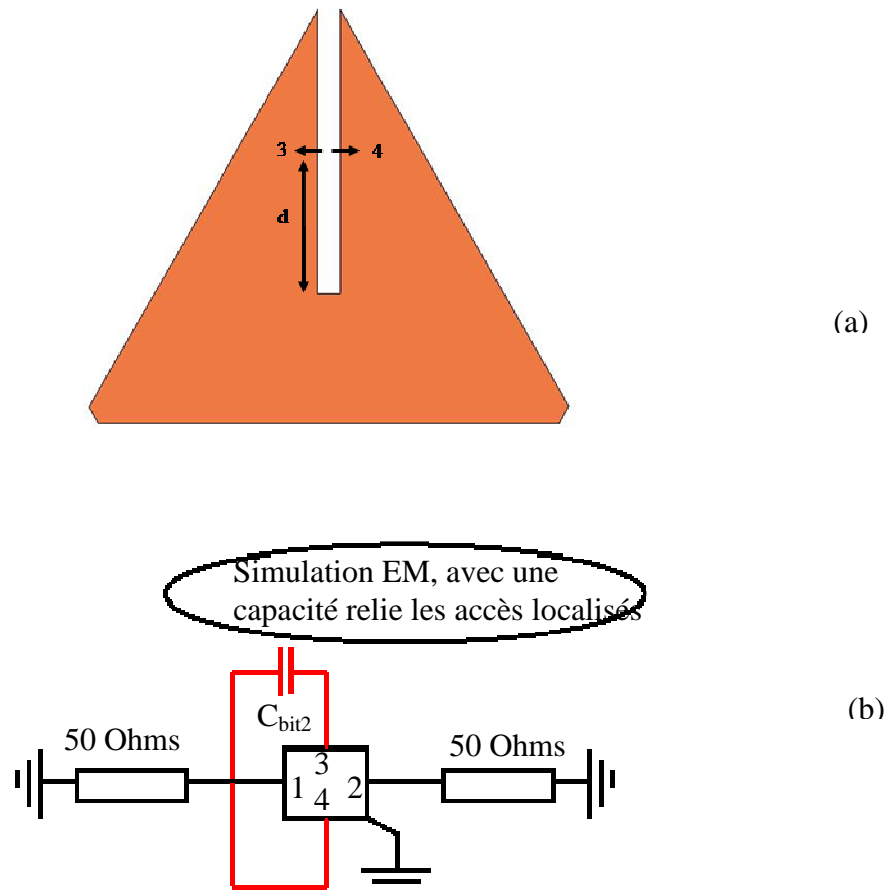 3 4
d
(a)
Simulation EM, avec une
capacité relie les accès localisés
C bit2
50 Ohms
50 Ohms
(b)
3
1 2
4